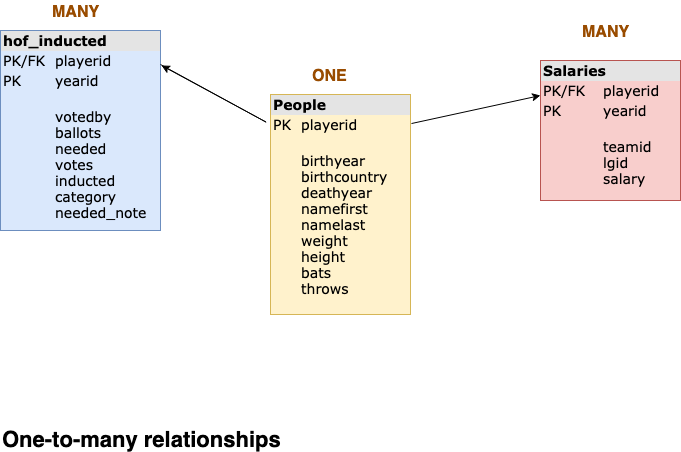 MANY
hof_inducted
PK/FK playerid
PK yearid
votedby
ballots
needed
votes
inducted
category
needed_note
ONE
People
PK playerid
birthyear
birthcountry
deathyear
namefirst
namelast
weight
height
bats
throws
MANY
Salaries
PK/FK playerid
PK yearid
teamid
lgid
salary
One-to-many relationships